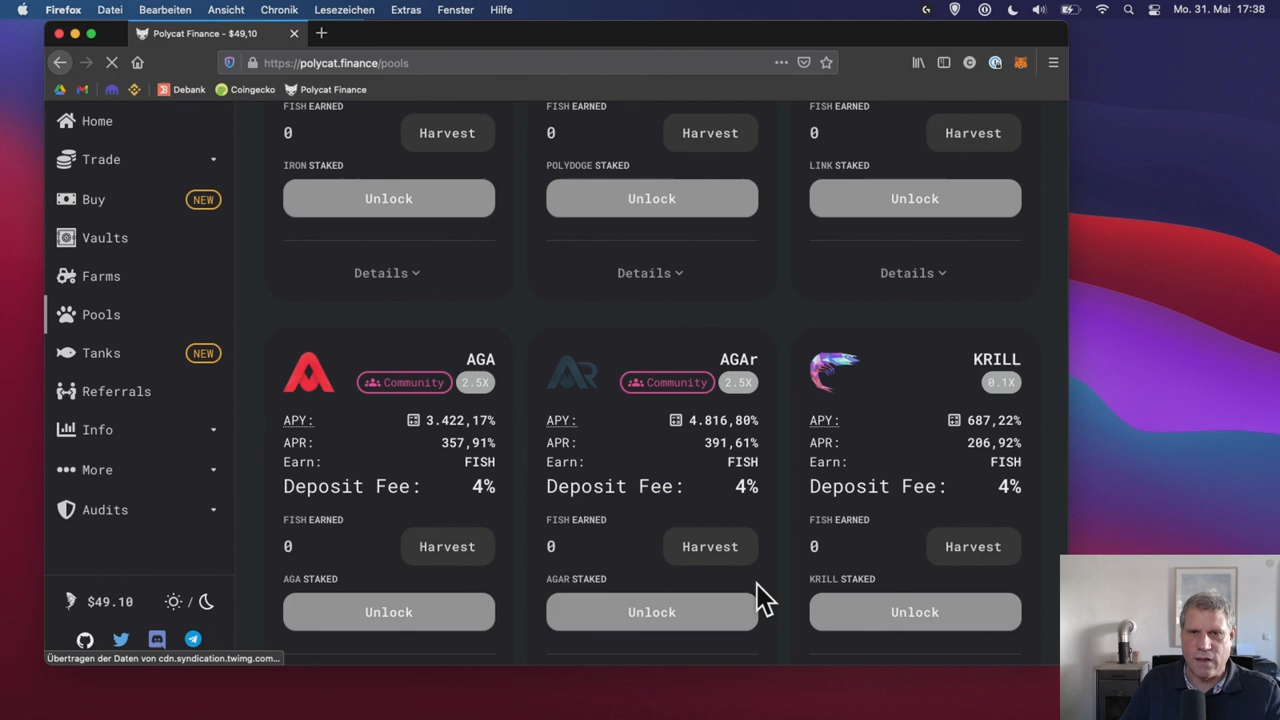 Firefox Datei Bearbeiten Ansicht Chronik Lesezeichen Extras Fenster Hilfe Mo. 31. Mai 17:38
Polycat Finance - $49,10
https://polycat.finance/pools
Debank Coingecko Polycat Finance
Home
Trade
Buy NEW
Vaults
Farms
Pools
Tanks NEW
Referrals
Info
More
Audits
$49.10 /
Übertragen der Daten von cdn.syndication.twimg.com...
FISH EARNED FISH EARNED FISH EARNED
0 Harvest 0 Harvest 0 Harvest
IRON STAKED POLYDOGE STAKED LINK STAKED
Unlock Unlock Unlock
Details Details Details
AGA
Community 2.5X
APY: 3.422,17%
APR: 357,91%
Earn: FISH
Deposit Fee: 4%
FISH EARNED
0 Harvest
AGA STAKED
Unlock
AGAr
Community 2.5X
APY: 4.816,80%
APR: 391,61%
Earn: FISH
Deposit Fee: 4%
FISH EARNED
0 Harvest
AGAR STAKED
Unlock
KRILL
0.1X
APY: 687,22%
APR: 206,92%
Earn: FISH
Deposit Fee: 4%
FISH EARNED
0 Harvest
KRILL STAKED
Unlock